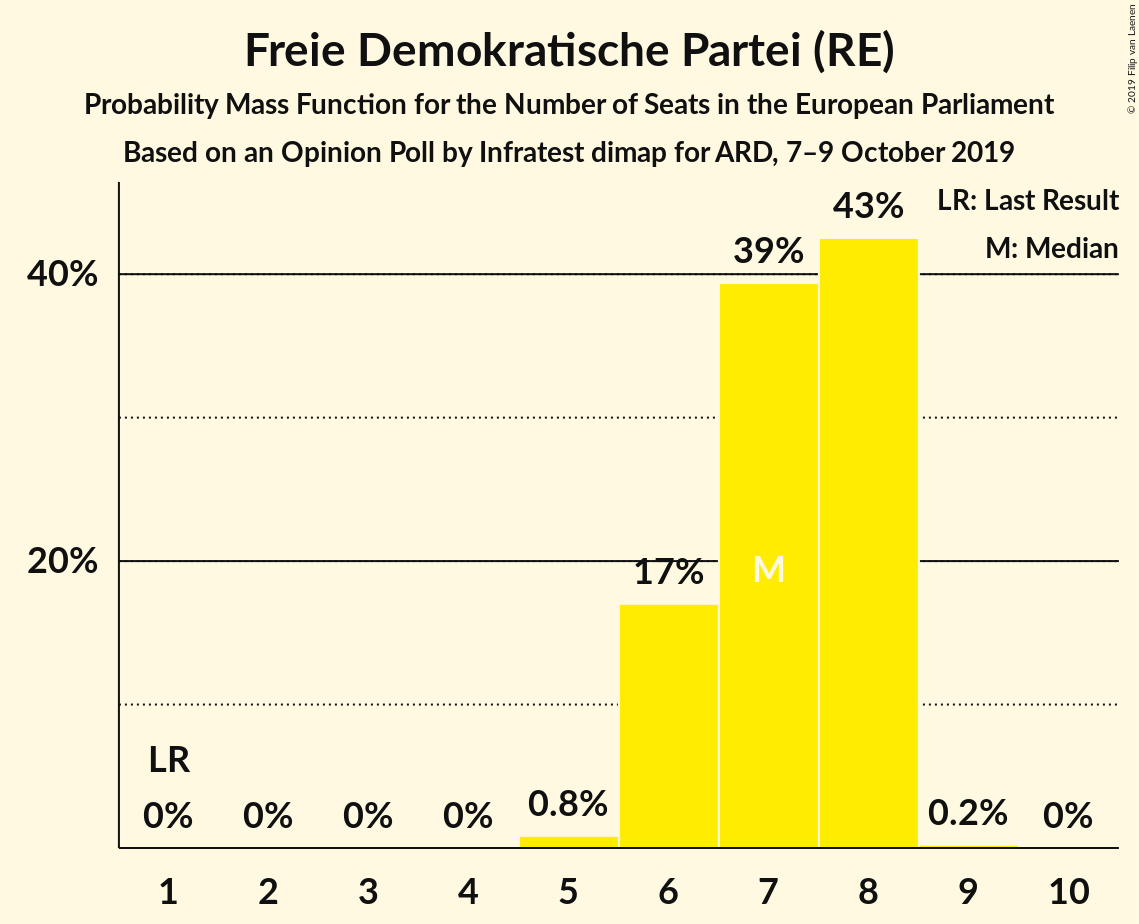 Freie Demokratische Partei (RE)
Probability Mass Function for the Number of Seats in the European Parliament
Based on an Opinion Poll by Infratest dimap for ARD, 7–9 October 2019
© 2019 Filip van Laenen
LR: Last Result
M: Median
43%
39%
40%
20%
17%
M
LR
0%
0%
0%
0%
0.8%
0.2%
0%
1
2
3
4
5
6
7
8
9
10